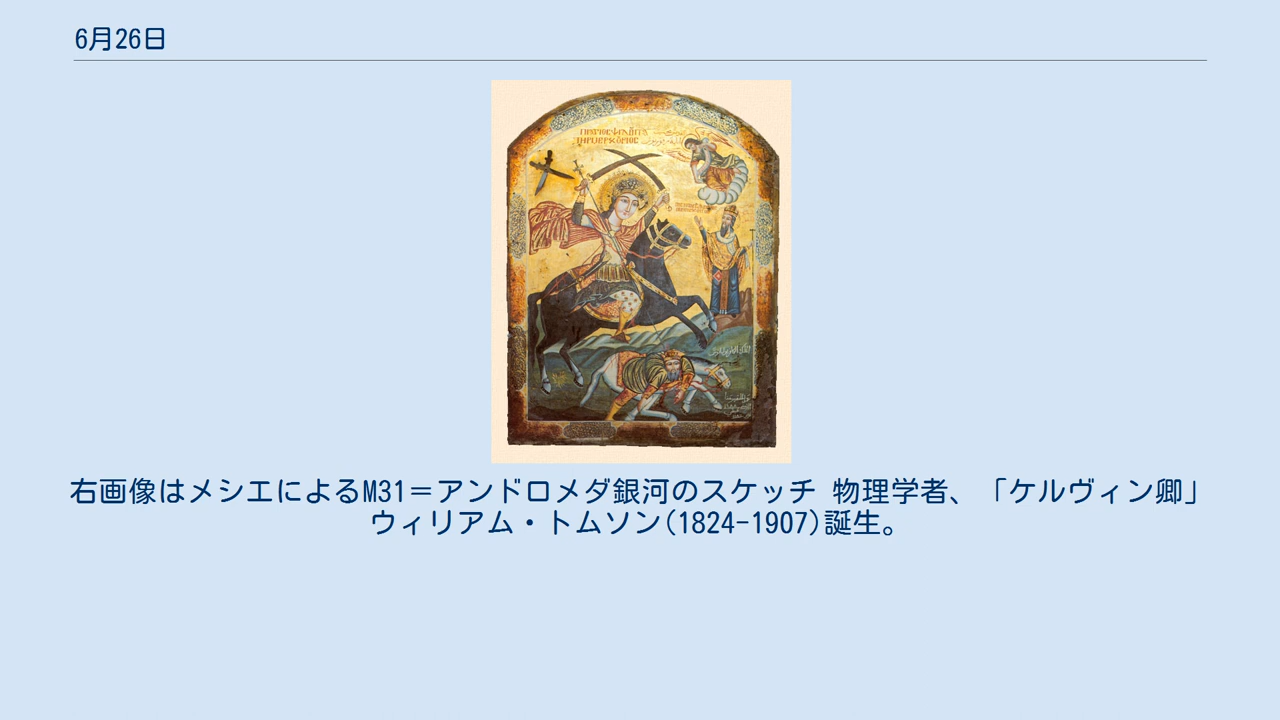 6月26日
右画像はメシエによるM31＝アンドロメダ銀河のスケッチ 物理学者、「ケルヴィン卿」
ウィリアム・トムソン(1824-1907)誕生。